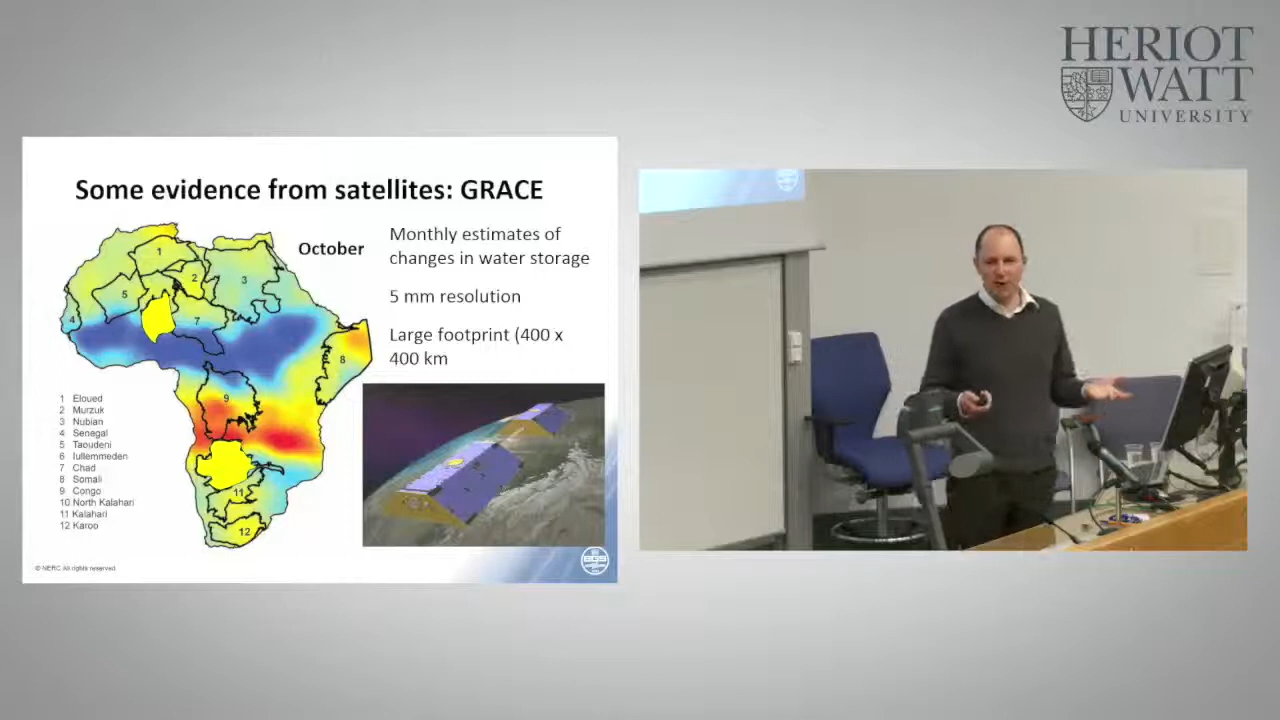 HERIOT
WATT
UNIVERSITY
Some evidence from satellites: GRACE
October
Monthly estimates of
changes in water storage
5 mm resolution
Large footprint (400 x
400 km
1
2
3
4
5
7
8
9
11
12
1 Eloued
2 Murzuk
3 Nubian
4 Senegal
5 Taoudeni
6 Iullemmeden
7 Chad
8 Somali
9 Congo
10 North Kalahari
11 Kalahari
12 Karoo
© NERC All rights reserved
BGS